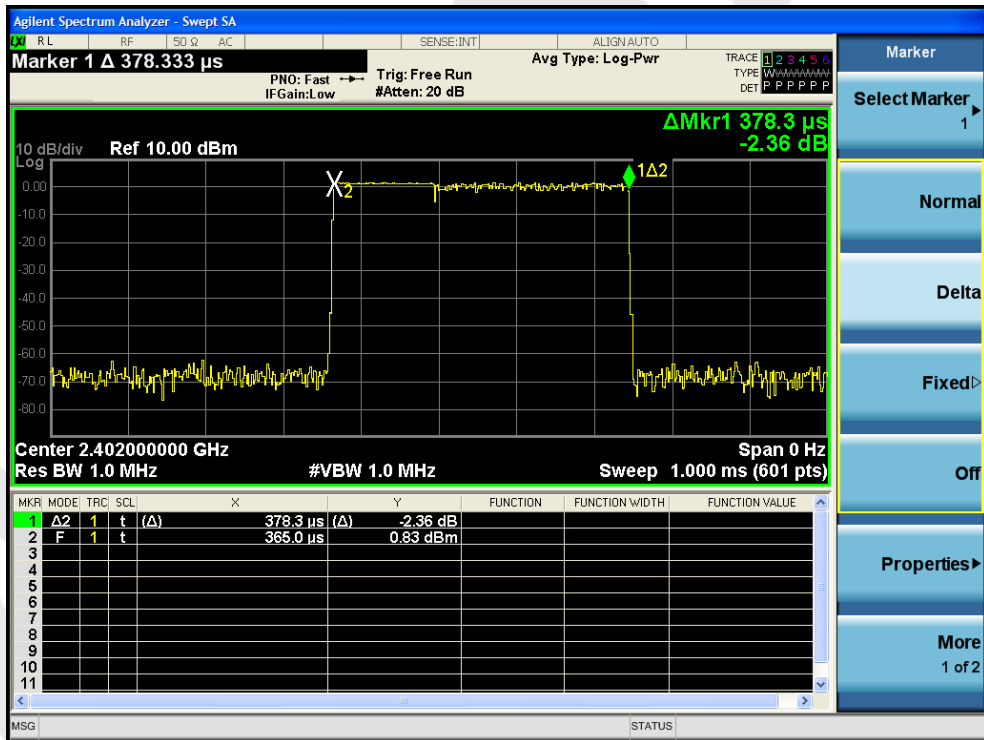 Agilent Spectrum Analyzer - Swept SA
LXI RL RF 50 Ω AC SENSE:INT ALIGN AUTO
Marker 1 Δ 378.333 µs
PNO: Fast
IFGain:Low
Trig: Free Run
#Atten: 20 dB
Avg Type: Log-Pwr
TRACE 1 2 3 4 5 6
TYPE
DET P P P P P P
ΔMkr1 378.3 µs
-2.36 dB
10 dB/div Ref 10.00 dBm
Log
0.00
-10.0
-20.0
-30.0
-40.0
-50.0
-60.0
-70.0
-80.0
X2
1Δ2
Center 2.402000000 GHz Span 0 Hz
Res BW 1.0 MHz #VBW 1.0 MHz Sweep 1.000 ms (601 pts)
MKR MODE TRC SCL X Y FUNCTION FUNCTION WIDTH FUNCTION VALUE
1 Δ2 1 t (Δ) 378.3 µs (Δ) -2.36 dB
2 F 1 t 365.0 µs 0.83 dBm
3
4
5
6
7
8
9
10
11
MSG STATUS
Marker
Select Marker
1
Normal
Delta
Fixed
Off
Properties
More
1 of 2